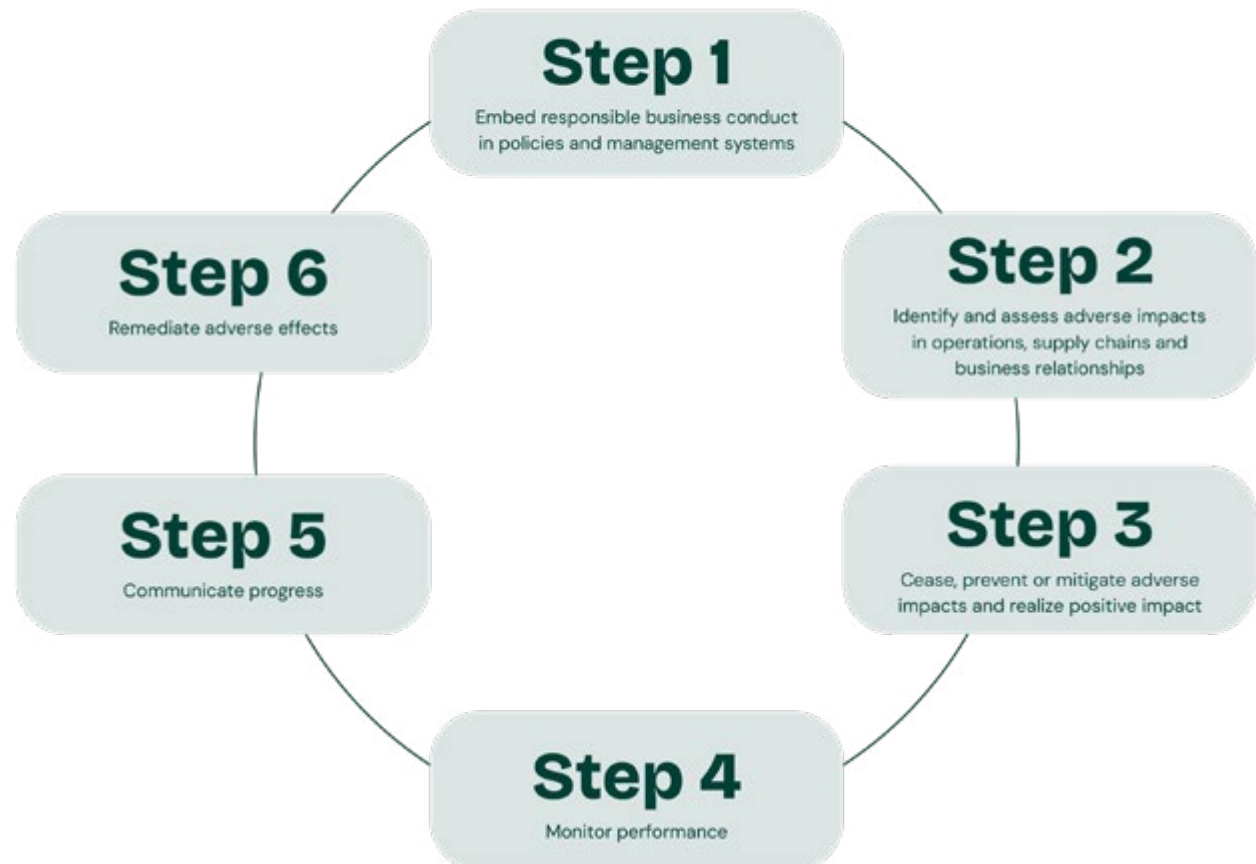 Step 1
Embed responsible business conduct
in policies and management systems
Step 2
Identify and assess adverse impacts
in operations, supply chains and
business relationships
Step 3
Cease, prevent or mitigate adverse
impacts and realize positive impact
Step 4
Monitor performance
Step 5
Communicate progress
Step 6
Remediate adverse effects